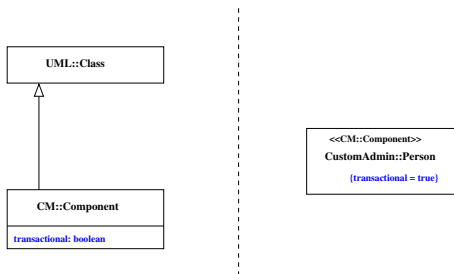 UML::Class
CM::Component
transactional: boolean
<<CM::Component>>
CustomAdmin::Person
{transactional = true}